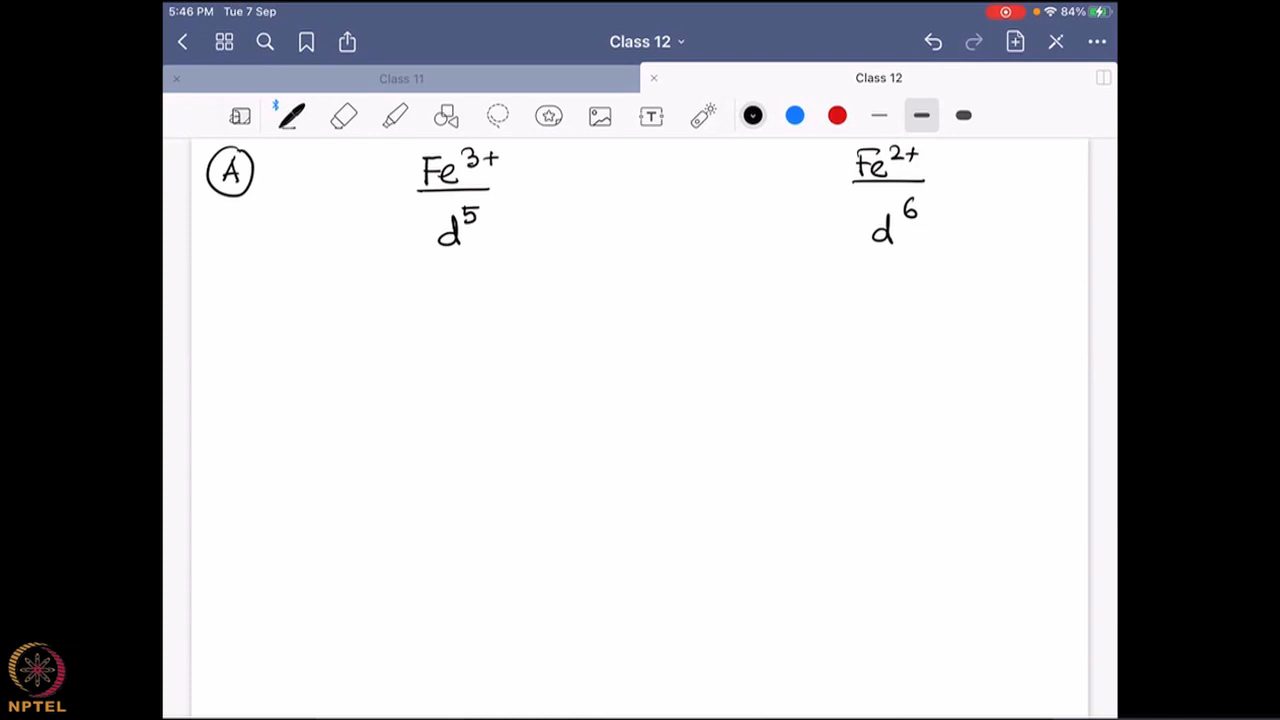 5:46 PM Tue 7 Sep 84%
Class 12
Class 11 Class 12
T
A Fe³⁺ Fe²⁺
d⁵ d⁶
NPTEL